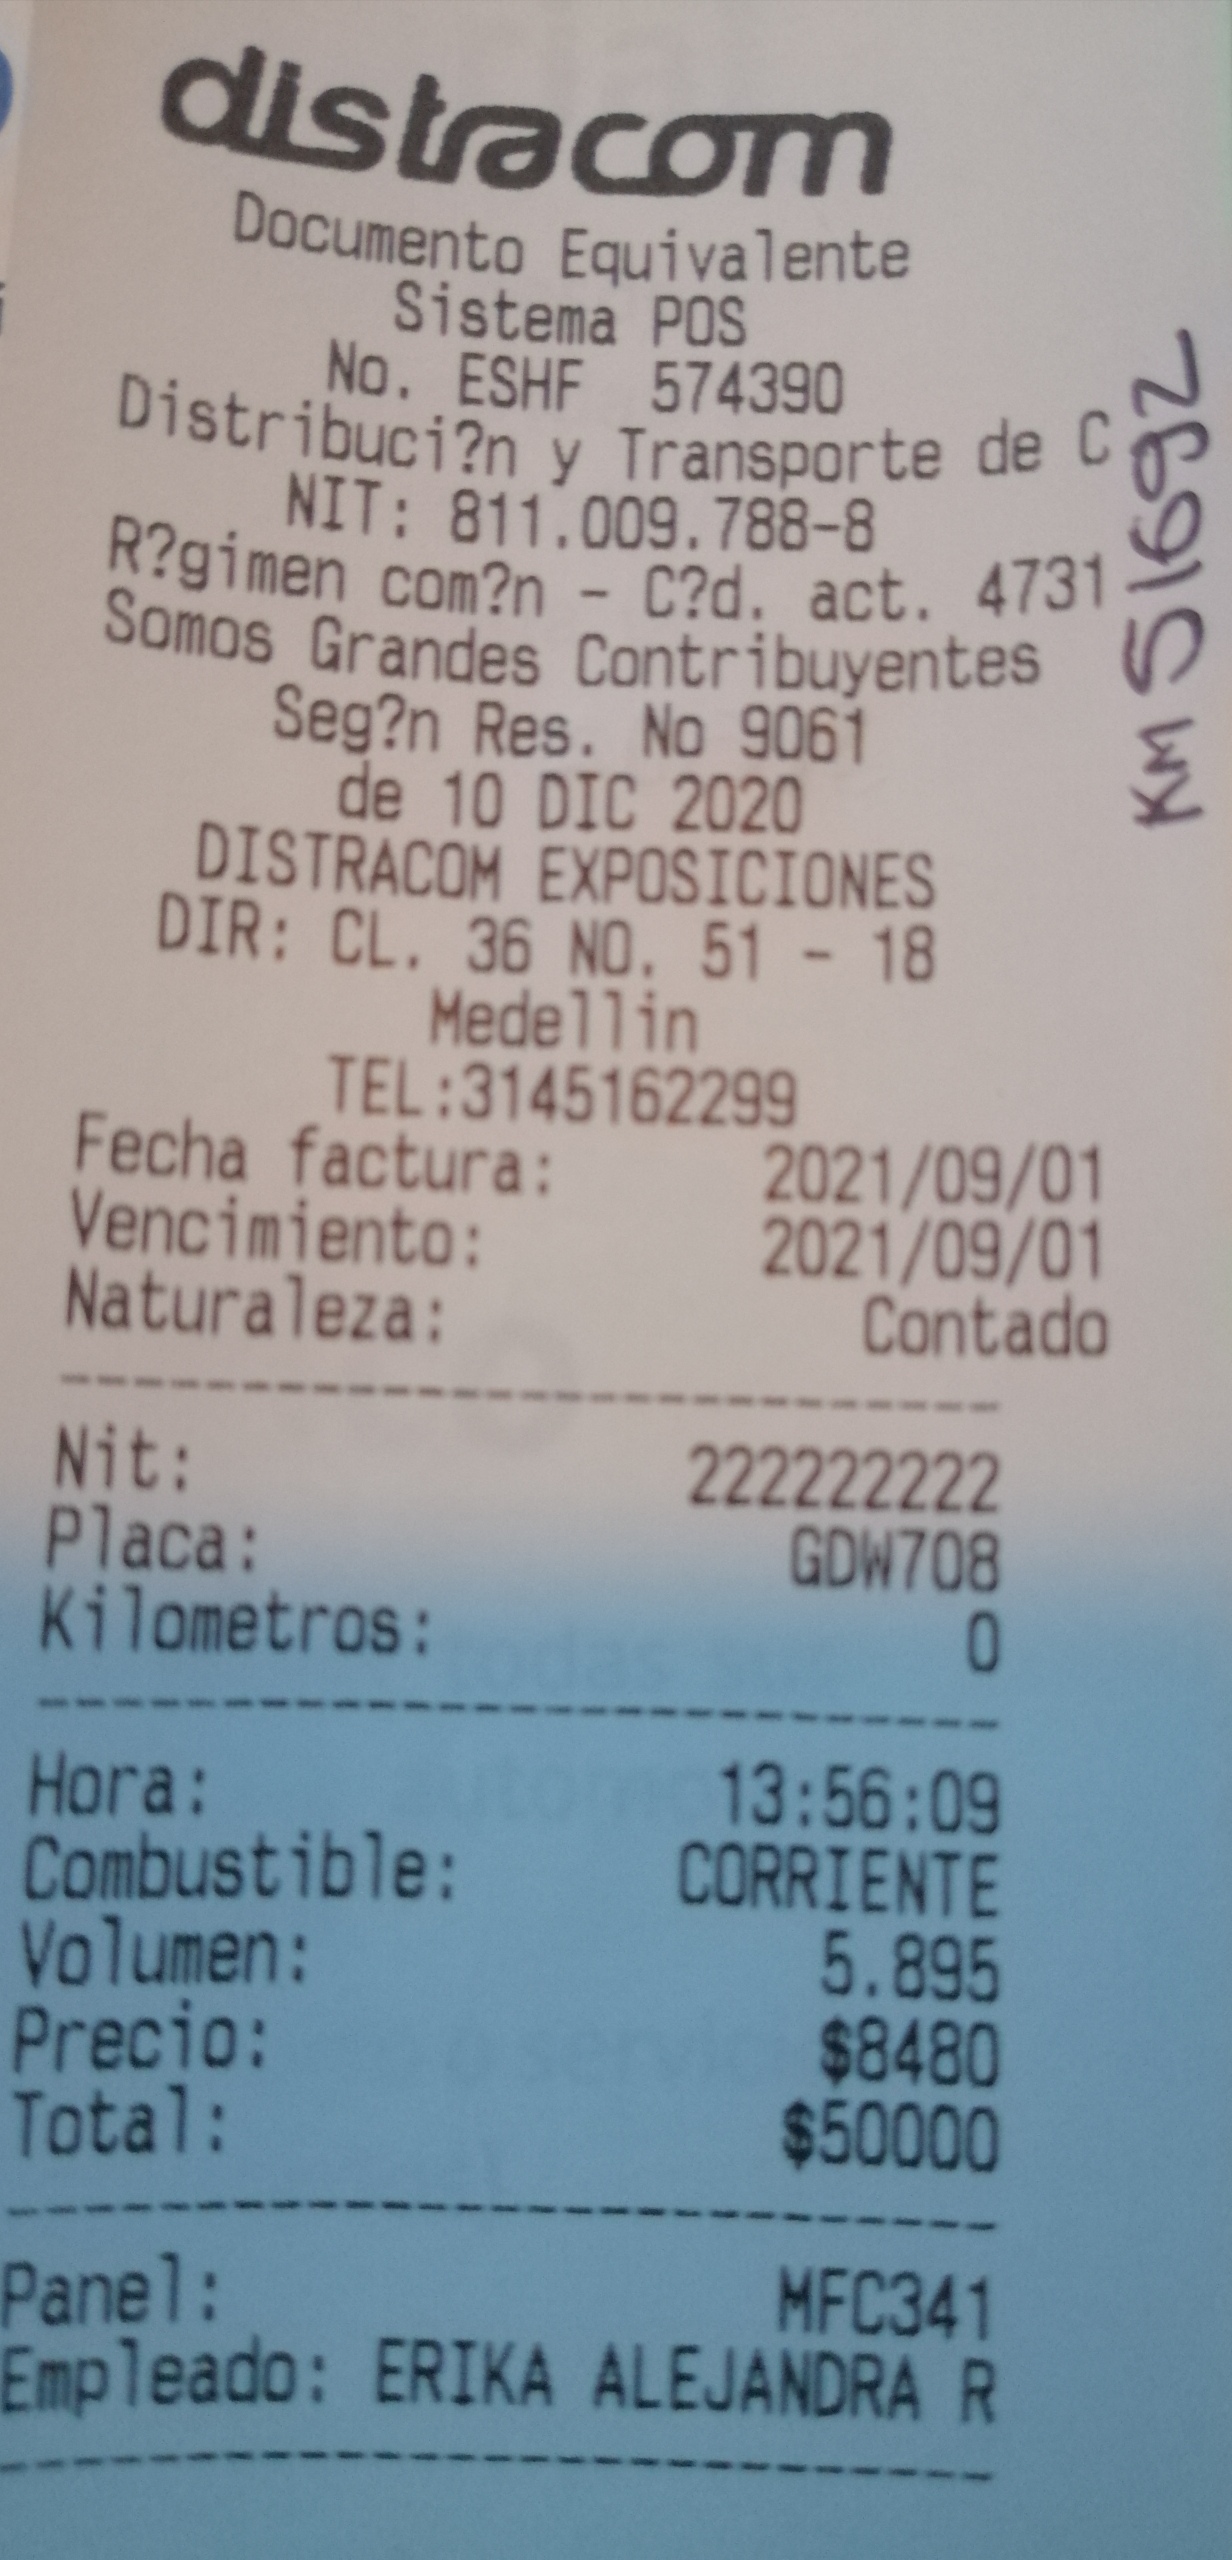 distracom
Documento Equivalente
Sistema POS
No. ESHF 574390
Distribuci?n y Transporte de C
NIT: 811.009.788-8
R?gimen com?n - C?d. act. 4731
Somos Grandes Contribuyentes
Seg?n Res. No 9061
de 10 DIC 2020
DISTRACOM EXPOSICIONES
DIR: CL. 36 NO. 51 - 18
Medellin
TEL:3145162299
Fecha factura: 2021/09/01
Vencimiento: 2021/09/01
Naturaleza: Contado
Nit: 222222222
Placa: GDW708
Kilometros: 0
Hora: 13:56:09
Combustible: CORRIENTE
Volumen: 5.895
Precio: $8480
Total: $50000
Panel: MFC341
Empleado: ERIKA ALEJANDRA R
KM 51692